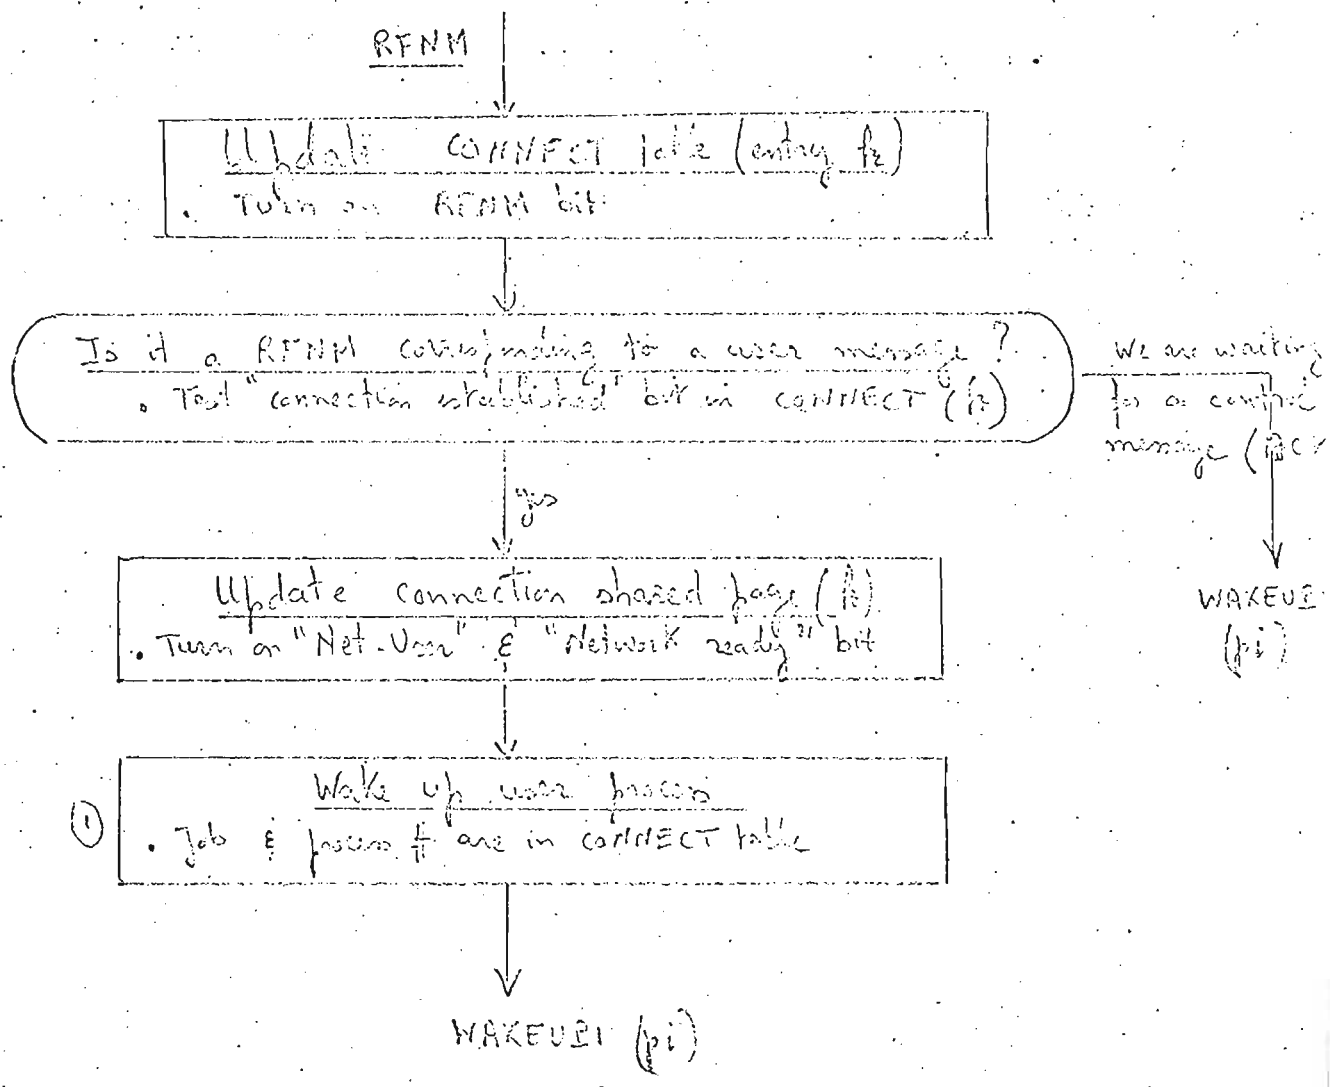 RFNM
Update CONNECT table (entry k)
. Turn on RFNM bit
Is it a RFNM corresponding to a user message ?
. Test "connection established" bit in CONNECT (k)
We are waiting
for a control
message (ACK
yes
Update connection shared page (k)
. Turn on "Net-User" & "Network ready" bit
WAKEUP
(pi)
Wake up user process
① . Job & process # are in CONNECT table
WAKEUP1 (pi)